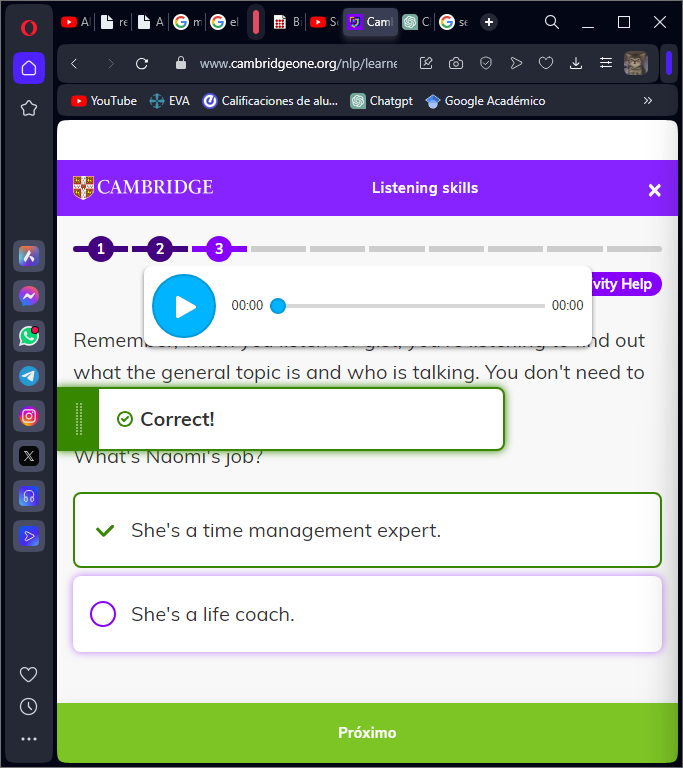 www.cambridgeone.org/nlp/learne
YouTube EVA Calificaciones de alu... Chatgpt Google Académico »
CAMBRIDGE Listening skills
1 2 3
vity Help
00:00 00:00
Remember, when you listen for gist, you're listening to find out
what the general topic is and who is talking. You don't need to
Correct!
What's Naomi's job?
She's a time management expert.
She's a life coach.
Próximo